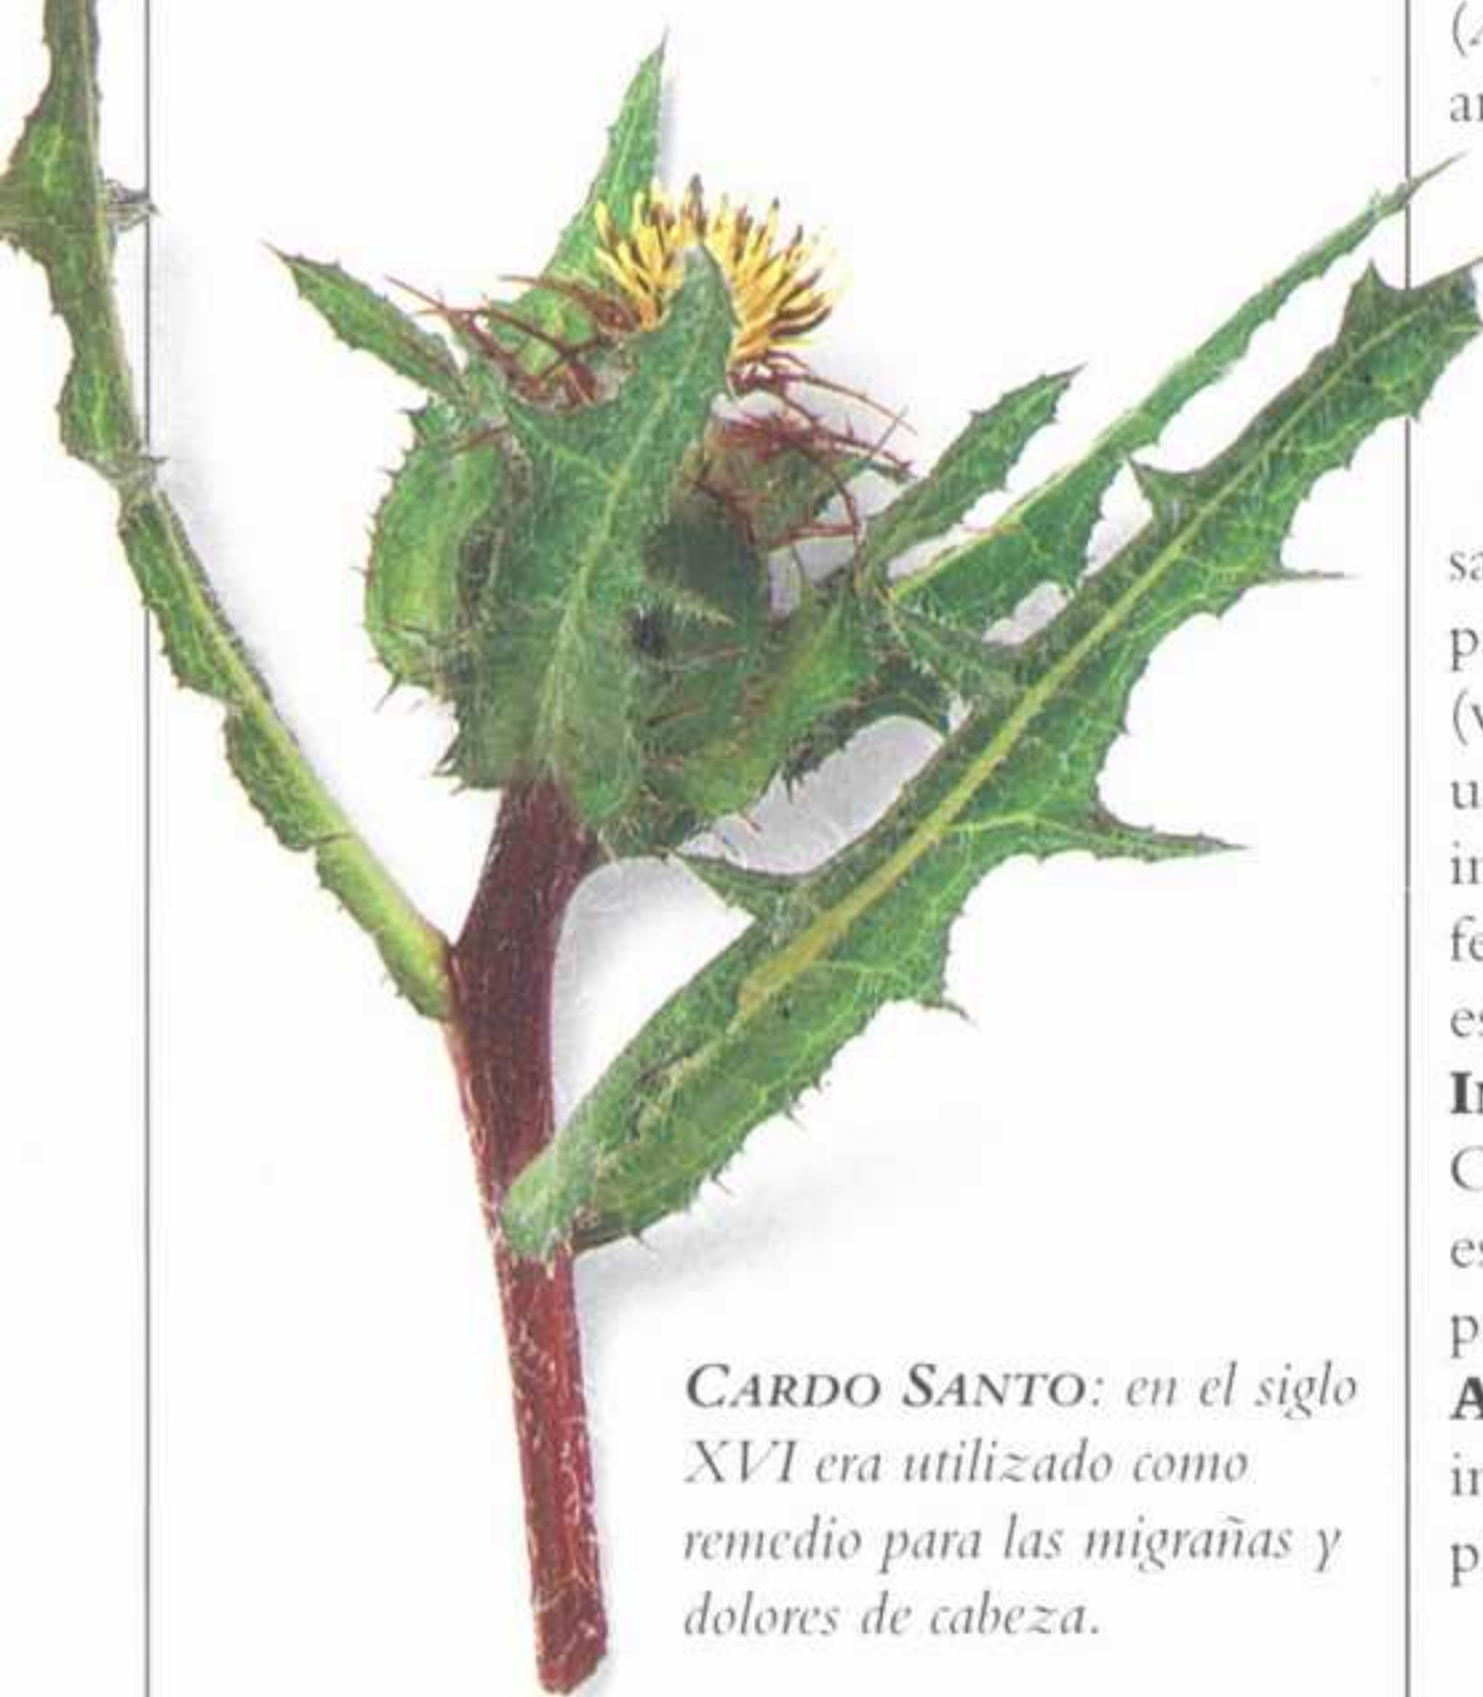 CARDO SANTO: en el siglo
XVI era utilizado como
remedio para las migrañas y
dolores de cabeza.